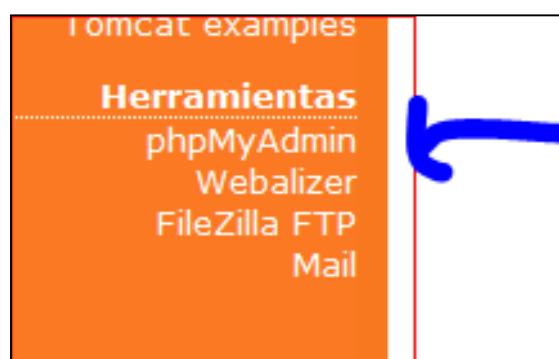 Tomcat examples
Herramientas
phpMyAdmin
Webalizer
FileZilla FTP
Mail